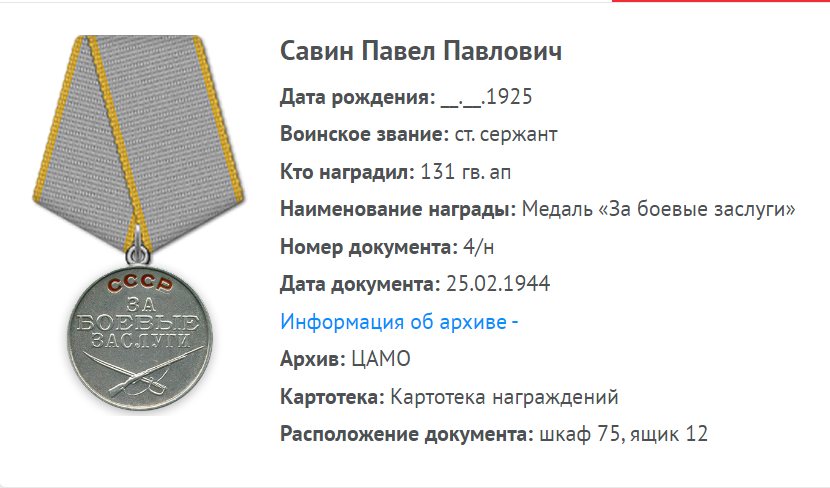 Савин Павел Павлович
Дата рождения: __.__.1925
Воинское звание: ст. сержант
Кто наградил: 131 гв. ап
Наименование награды: Медаль «За боевые заслуги»
Номер документа: 4/н
Дата документа: 25.02.1944
Информация об архиве -
Архив: ЦАМО
Картотека: Картотека награждений
Расположение документа: шкаф 75, ящик 12
СССР
ЗА
БОЕВЫЕ
ЗАСЛУГИ